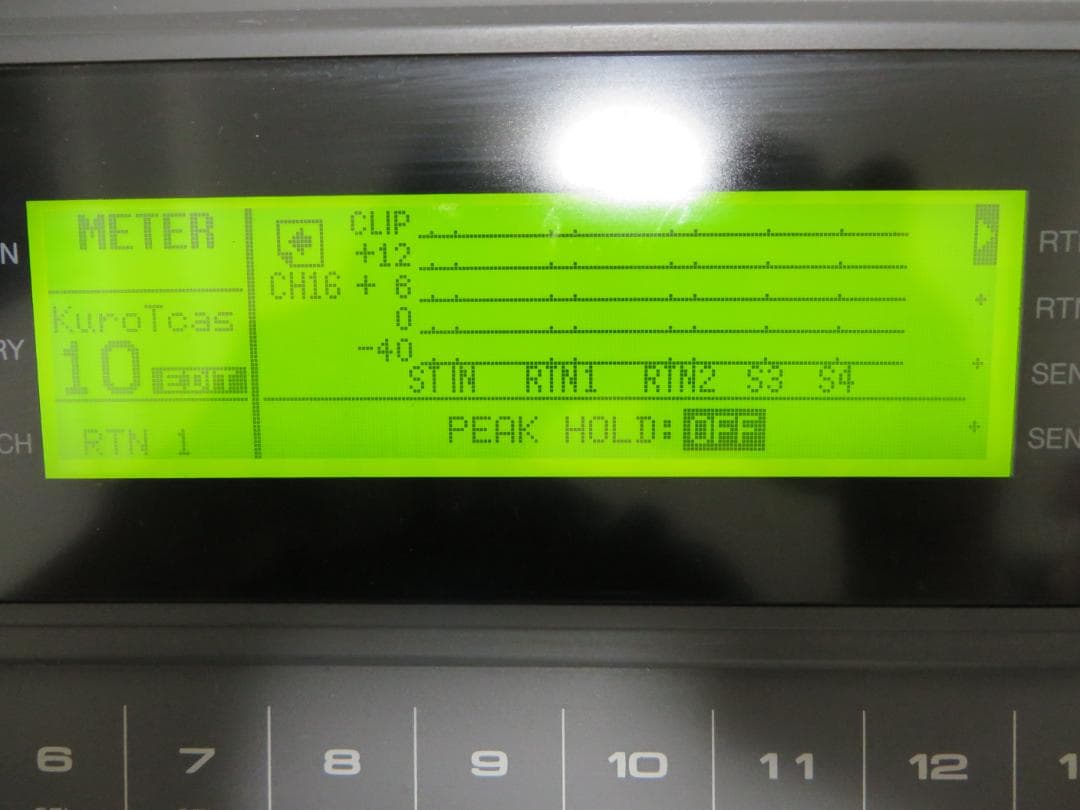 METER
KuroTcas
10 EDIT
RTN 1
CH16
CLIP
+12
+ 6
0
-40
STIN RTN1 RTN2 S3 S4
PEAK HOLD: OFF
N
RY
CH
RT
RT
SEN
SEN
6 7 8 9 10 11 12 1